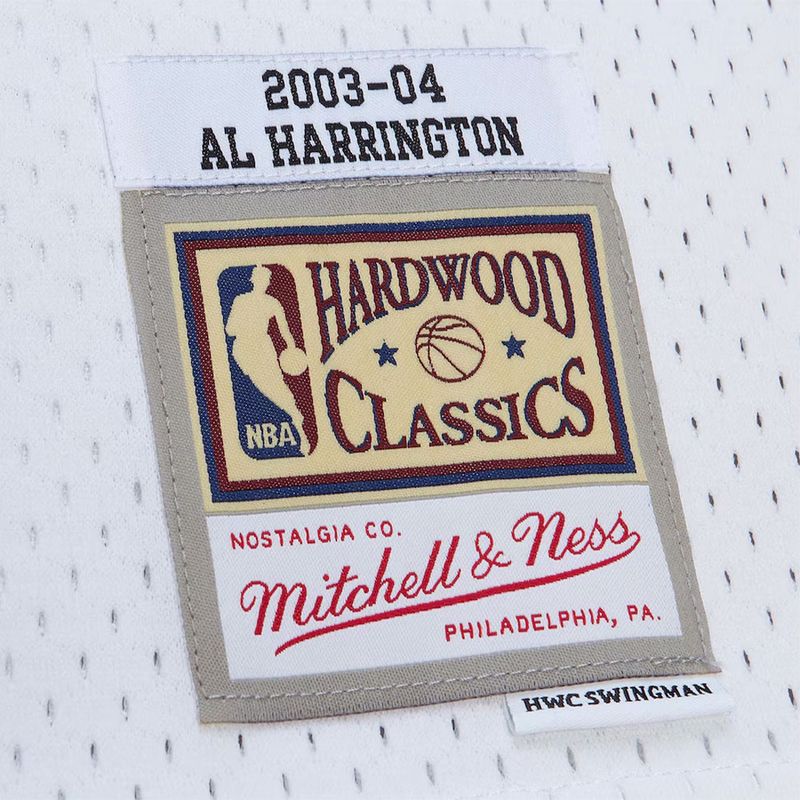 2003-04
AL HARRINGTON
HARDWOOD
CLASSICS
NBA
NOSTALGIA CO.
Mitchell & Ness
PHILADELPHIA, PA.
HWC SWINGMAN